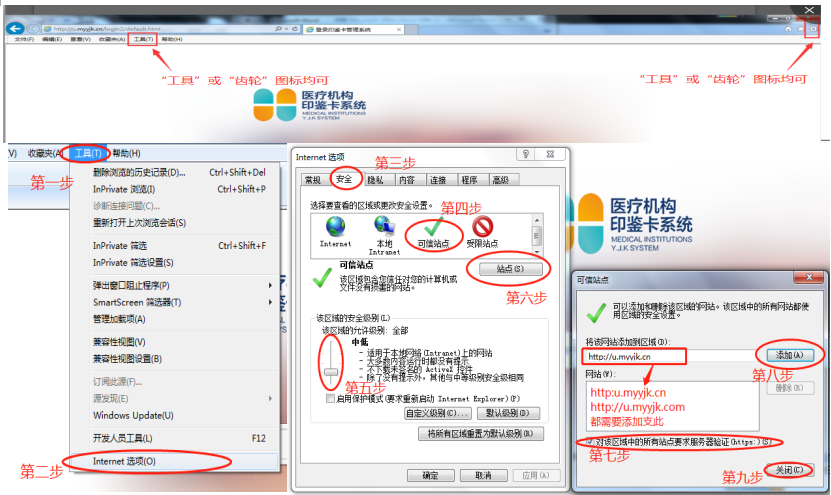 http://u.myyjk.cn/login2/default.html
登录印鉴卡管理系统
文件(F) 编辑(E) 查看(V) 收藏夹(A) 工具(T) 帮助(H)
“工具”或“齿轮”图标均可
“工具”或“齿轮”图标均可
医疗机构
印鉴卡系统
MEDICAL INSTITUTIONS
Y.J.K SYSTEM
V) 收藏夹(A) 工具(T) 帮助(H)
第一步
删除浏览的历史记录(D)... Ctrl+Shift+Del
InPrivate 浏览(I) Ctrl+Shift+P
诊断连接问题(C)...
重新打开上次浏览会话(S)
InPrivate 筛选 Ctrl+Shift+F
InPrivate 筛选设置(S)
弹出窗口阻止程序(P)
SmartScreen 筛选器(T)
管理加载项(A)
兼容性视图(V)
兼容性视图设置(B)
订阅此源(F)...
源发现(E)
Windows Update(U)
开发人员工具(L) F12
第二步
Internet 选项(O)
Internet 选项
第三步
常规 安全 隐私 内容 连接 程序 高级
选择要查看的区域或更改安全设置。
第四步
Internet 本地 Intranet 可信站点 受限站点
可信站点
站点(S)
该区域包含您信任对您的计算机或
文件没有损害的网站。
第六步
该区域的安全级别(L)
该区域的允许级别: 全部
中低
- 适用于本地网络(Intranet)上的网站
- 大多数内容运行时都没有提示
- 不下载未签名的 ActiveX 控件
- 除了没有提示外，其他与中等级别安全级相同
第五步
启用保护模式(要求重新启动 Internet Explorer)(P)
自定义级别(C)... 默认级别(D)
将所有区域重置为默认级别(R)
确定 取消 应用(A)
医疗机构
印鉴卡系统
MEDICAL INSTITUTIONS
Y.J.K SYSTEM
可信站点
可以添加和删除该区域的网站。该区域中的所有网站都使
用区域的安全设置。
将该网站添加到区域(D):
http://u.myyjk.cn
添加(A)
第八步
网站(W):
删除(R)
http:u.myyjk.cn
http://u.myyjk.com
都需要添加支此
对该区域中的所有站点要求服务器验证(https:)(S)
第七步
第九步
关闭(C)